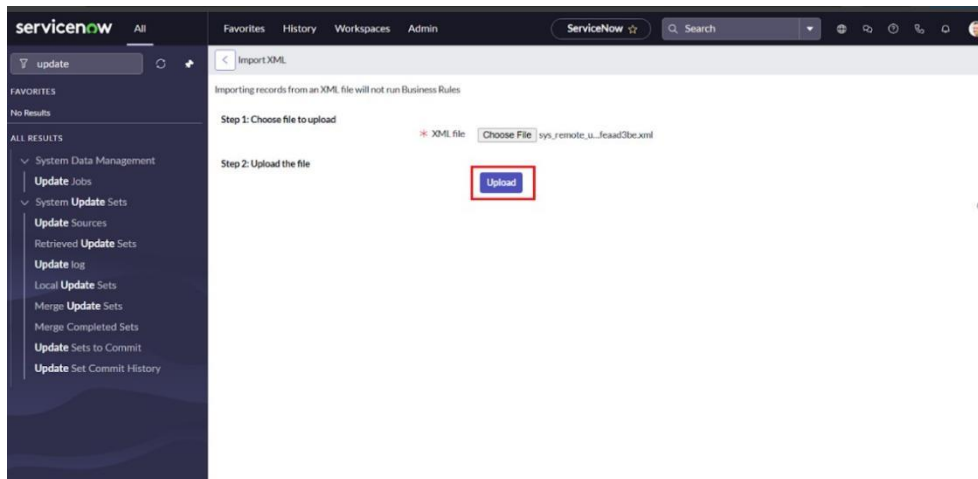 servicenow All Favorites History Workspaces Admin ServiceNow Search
update
FAVORITES
No Results
ALL RESULTS
System Data Management
Update Jobs
System Update Sets
Update Sources
Retrieved Update Sets
Update log
Local Update Sets
Merge Update Sets
Merge Completed Sets
Update Sets to Commit
Update Set Commit History
Import XML
Importing records from an XML file will not run Business Rules
Step 1: Choose file to upload
* XML file Choose File sys_remote_u...feaad3be.xml
Step 2: Upload the file
Upload